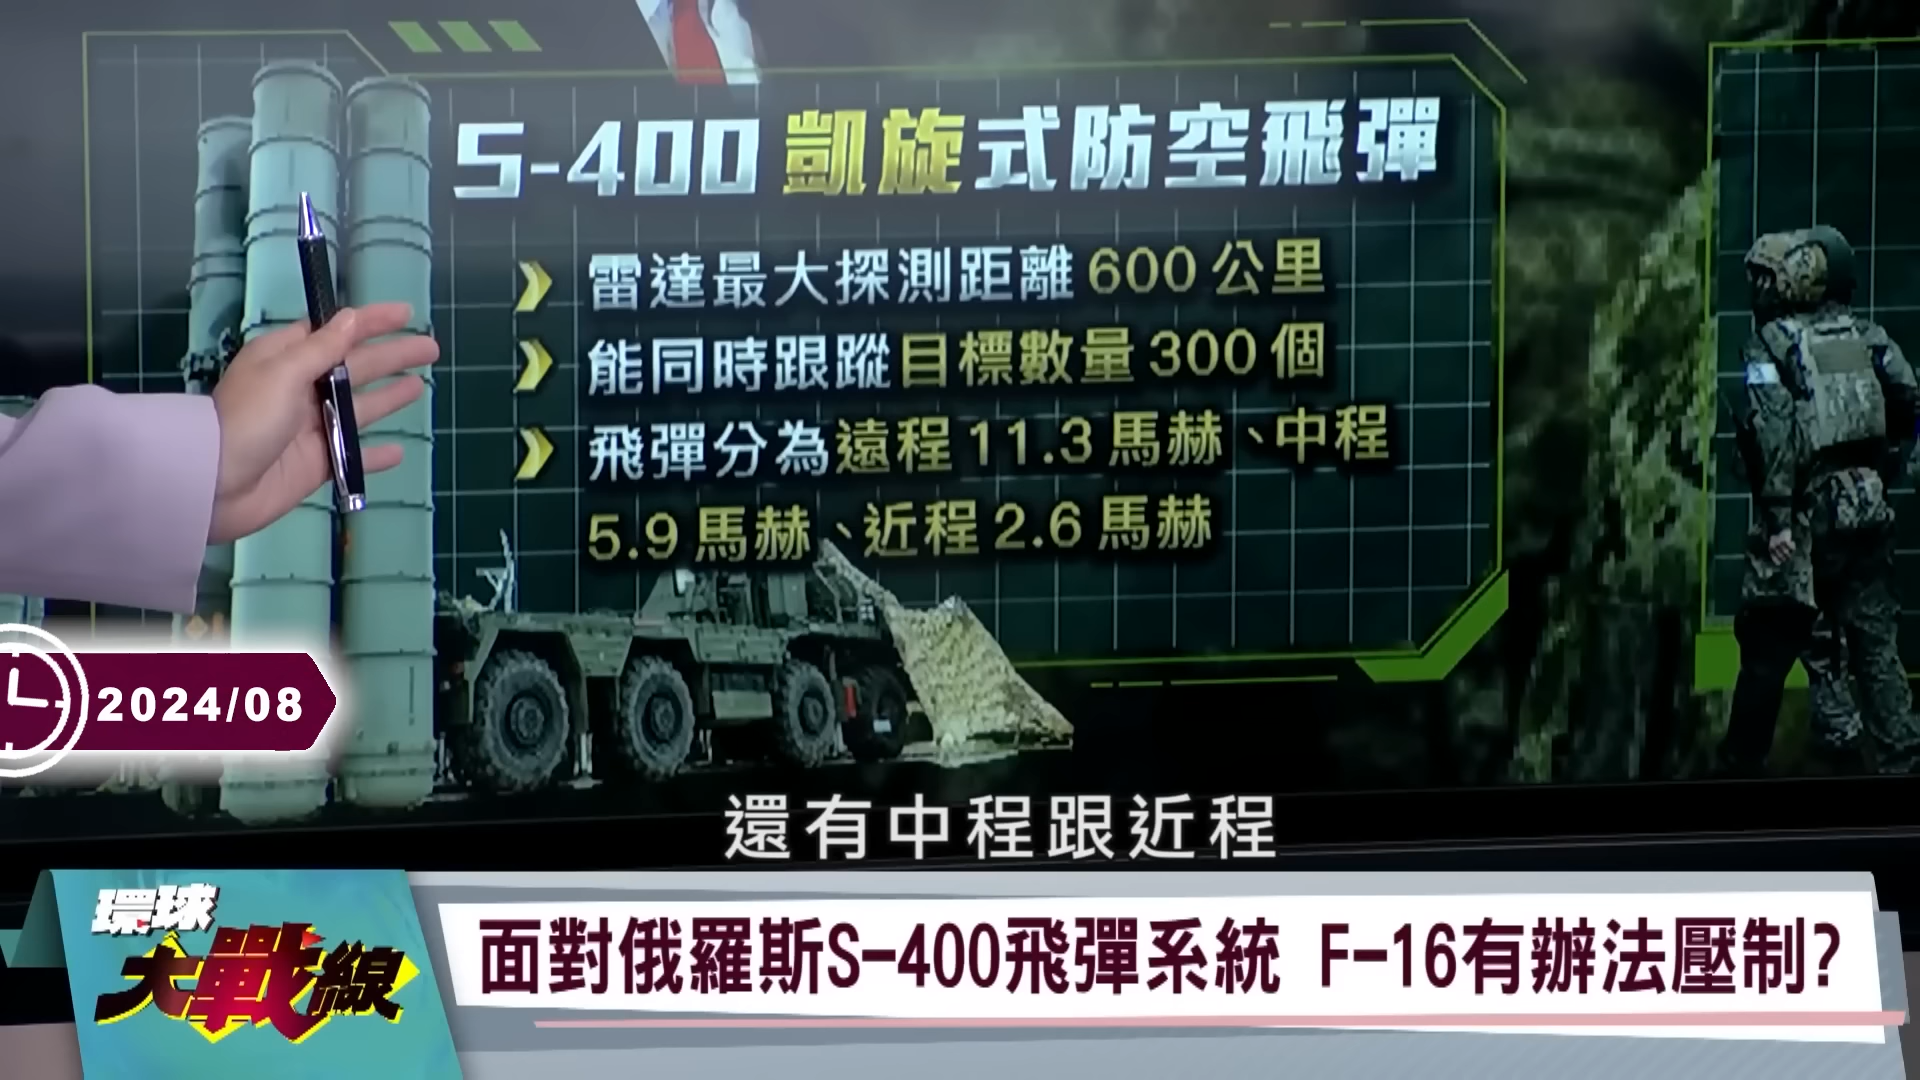 S-400 凱旋式防空飛彈
雷達最大探測距離 600 公里
能同時跟蹤目標數量 300 個
飛彈分為遠程 11.3 馬赫、中程
5.9 馬赫、近程 2.6 馬赫
2024/08
還有中程跟近程
環球
大戰線
面對俄羅斯S-400飛彈系統 F-16有辦法壓制?